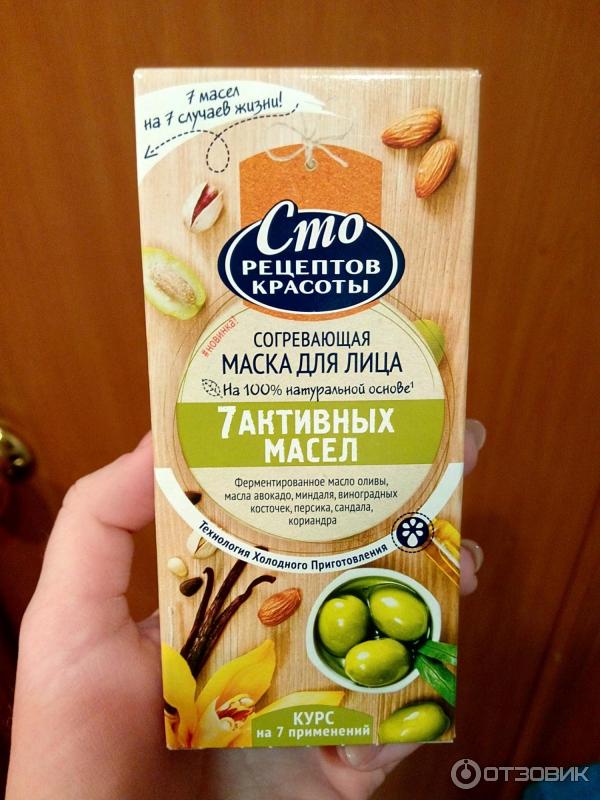 7 масел
на 7 случаев жизни!
Сто
РЕЦЕПТОВ
КРАСОТЫ
#новинка!
СОГРЕВАЮЩАЯ
МАСКА ДЛЯ ЛИЦА
На 100% натуральной основе¹
7 АКТИВНЫХ
МАСЕЛ
Ферментированное масло оливы,
масла авокадо, миндаля, виноградных
косточек, персика, сандала,
кориандра
Технология Холодного Приготовления
КУРС
на 7 применений
ОТЗОВИК